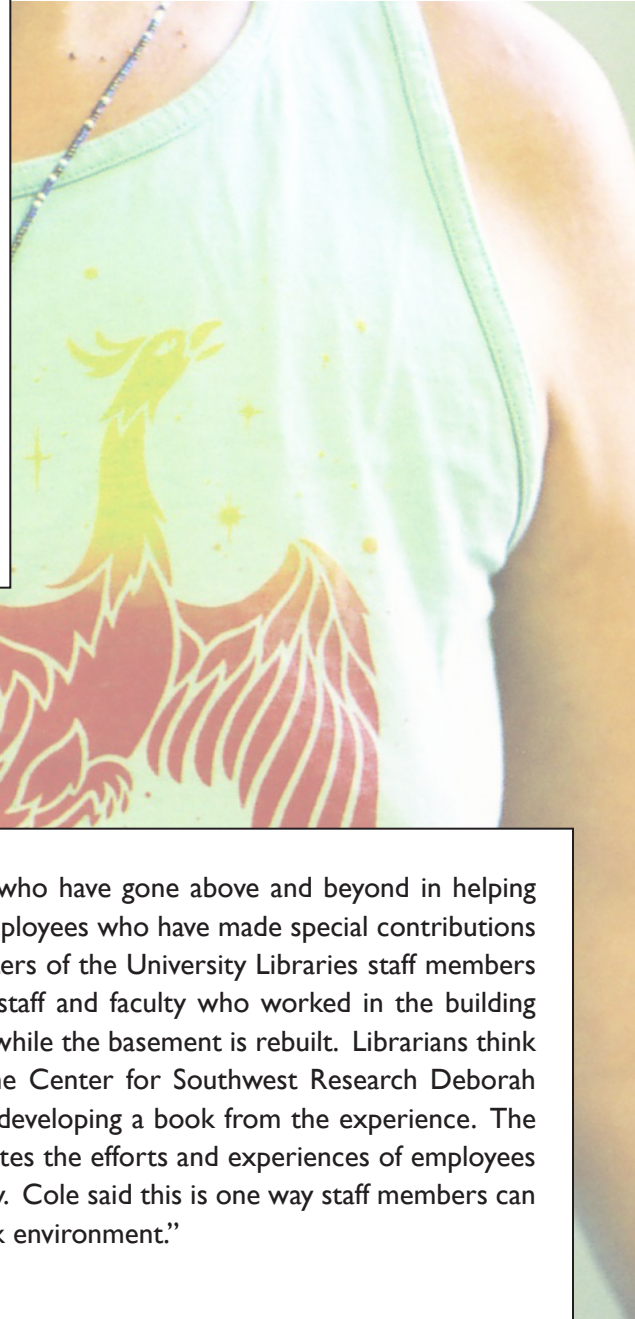 who have gone above and beyond in helping
ployees who have made special contributions
ers of the University Libraries staff members
staff and faculty who worked in the building
while the basement is rebuilt. Librarians think
e Center for Southwest Research Deborah
developing a book from the experience. The
tes the efforts and experiences of employees
. Cole said this is one way staff members can
environment.”